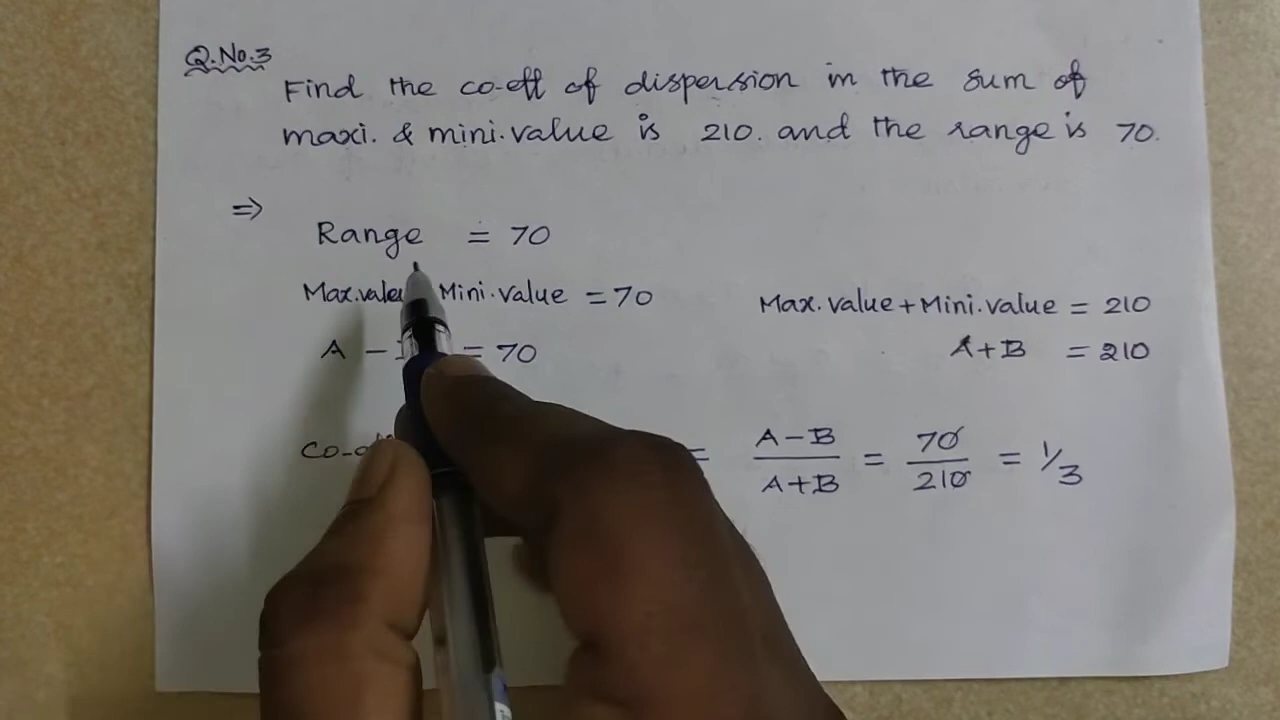 Q.No.3
Find the co-eff of dispersion in the sum of
maxi. & mini.value is 210. and the range is 70.
⇒
Range = 70
Max.value Mini.value = 70
Max.value + Mini.value = 210
A - = 70
A+B = 210
= A-B / A+B = 70 / 210 = 1/3